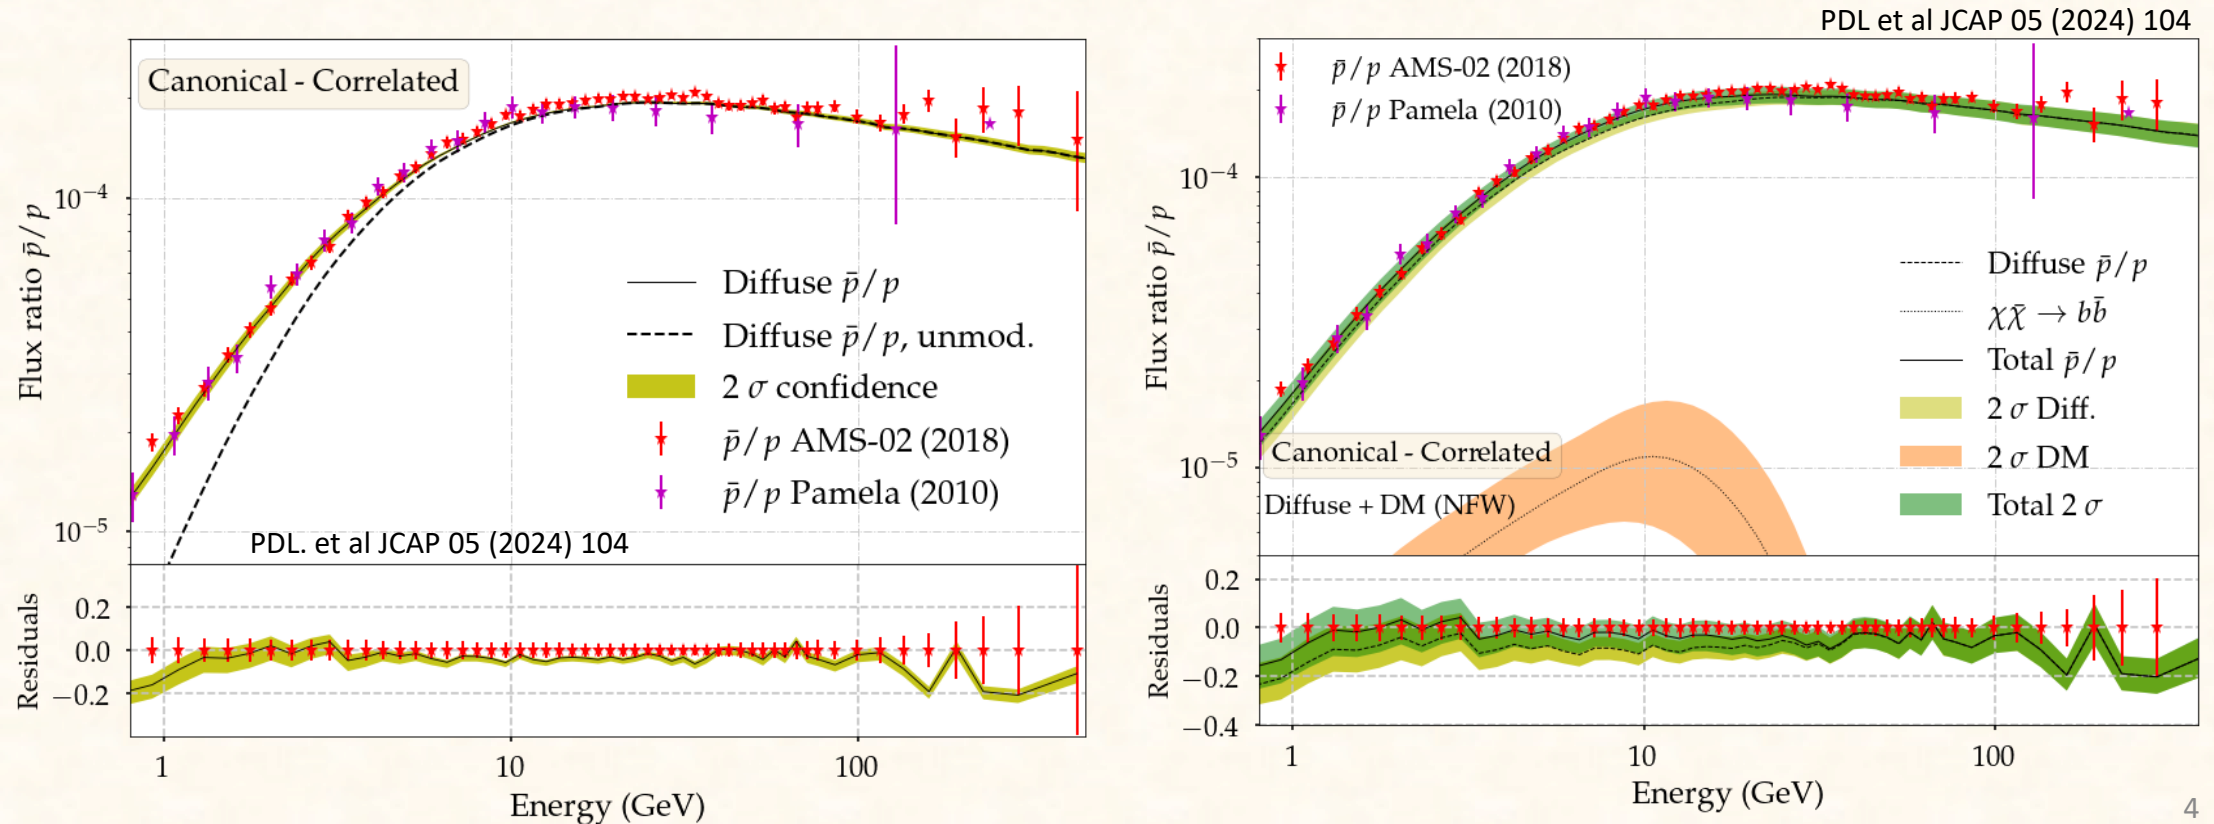 PDL et al JCAP 05 (2024) 104
Canonical - Correlated
Flux ratio p̄/p
10⁻⁴
10⁻⁵
Diffuse p̄/p
Diffuse p̄/p, unmod.
2 σ confidence
p̄/p AMS-02 (2018)
p̄/p Pamela (2010)
PDL. et al JCAP 05 (2024) 104
Residuals
0.2
0.0
−0.2
1
10
100
Energy (GeV)
p̄/p AMS-02 (2018)
p̄/p Pamela (2010)
Flux ratio p̄/p
10⁻⁴
10⁻⁵
Diffuse p̄/p
χχ̄ → bb̄
Total p̄/p
2 σ Diff.
2 σ DM
Total 2 σ
Canonical - Correlated
Diffuse + DM (NFW)
Residuals
0.2
0.0
−0.2
−0.4
1
10
100
Energy (GeV)
4